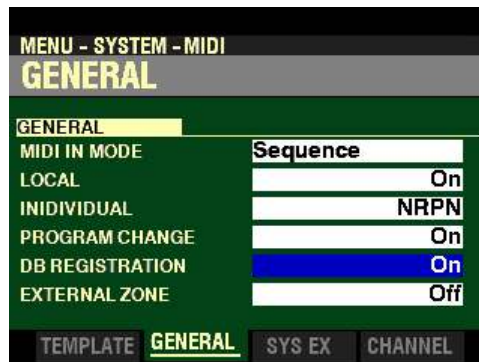 MENU - SYSTEM - MIDI
GENERAL
GENERAL
MIDI IN MODE Sequence
LOCAL On
INIDIVIDUAL NRPN
PROGRAM CHANGE On
DB REGISTRATION On
EXTERNAL ZONE Off
TEMPLATE GENERAL SYS EX CHANNEL